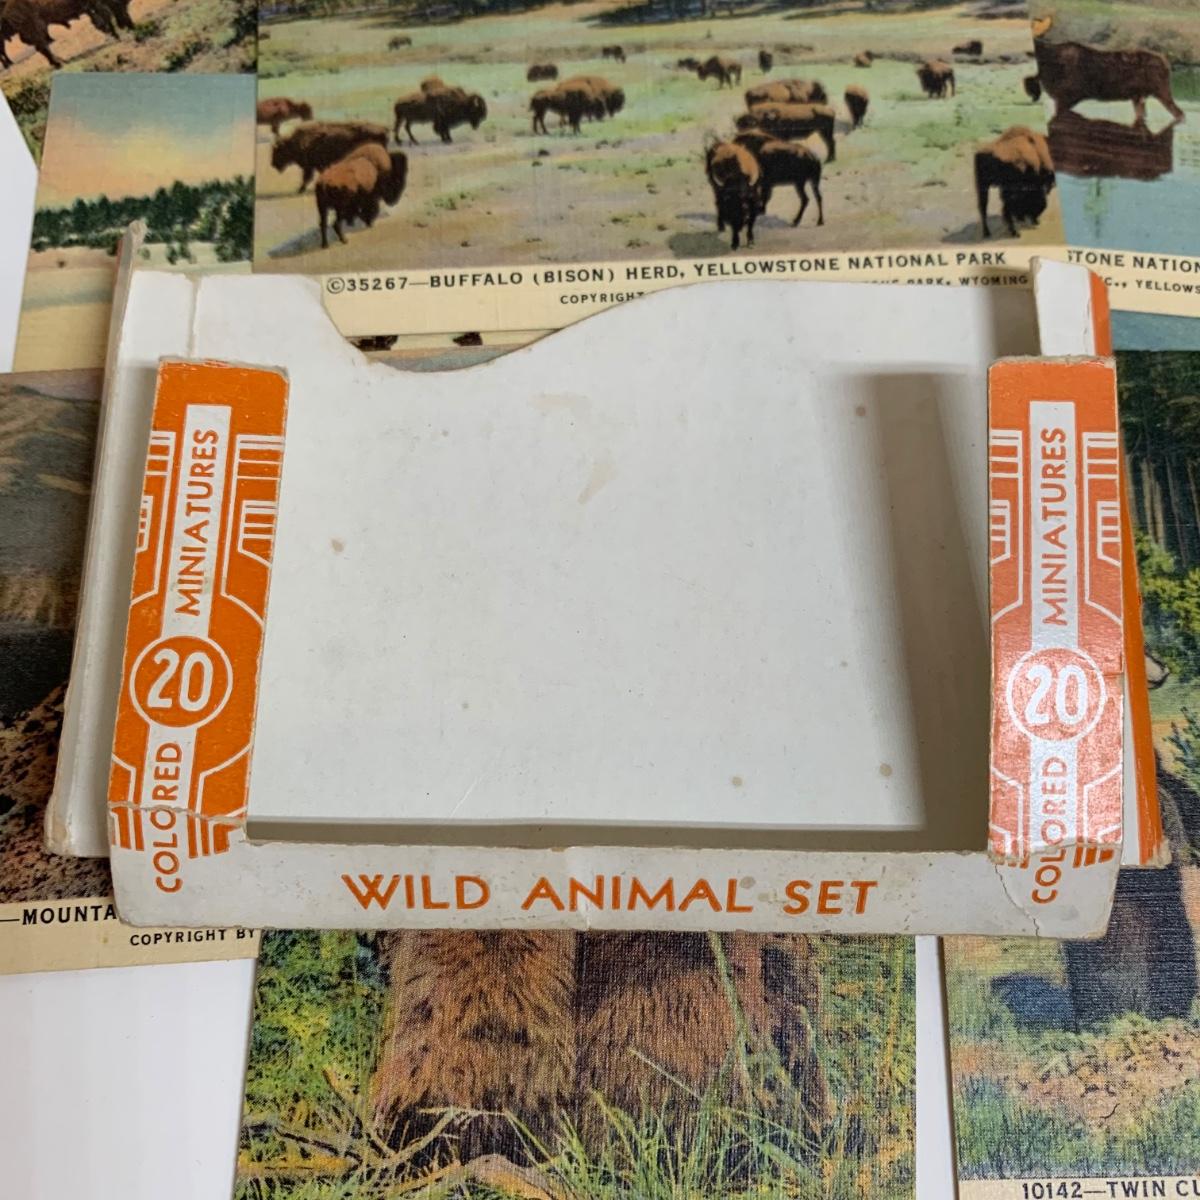 ©35267—BUFFALO (BISON) HERD, YELLOWSTONE NATIONAL PARK
COPYRIGHT PARK, WYOMING
NATION
YELLOWS
COLORED 20 MINIATURES
COLORED 20 MINIATURES
WILD ANIMAL SET
—MOUNTA
COPYRIGHT BY
10142—TWIN